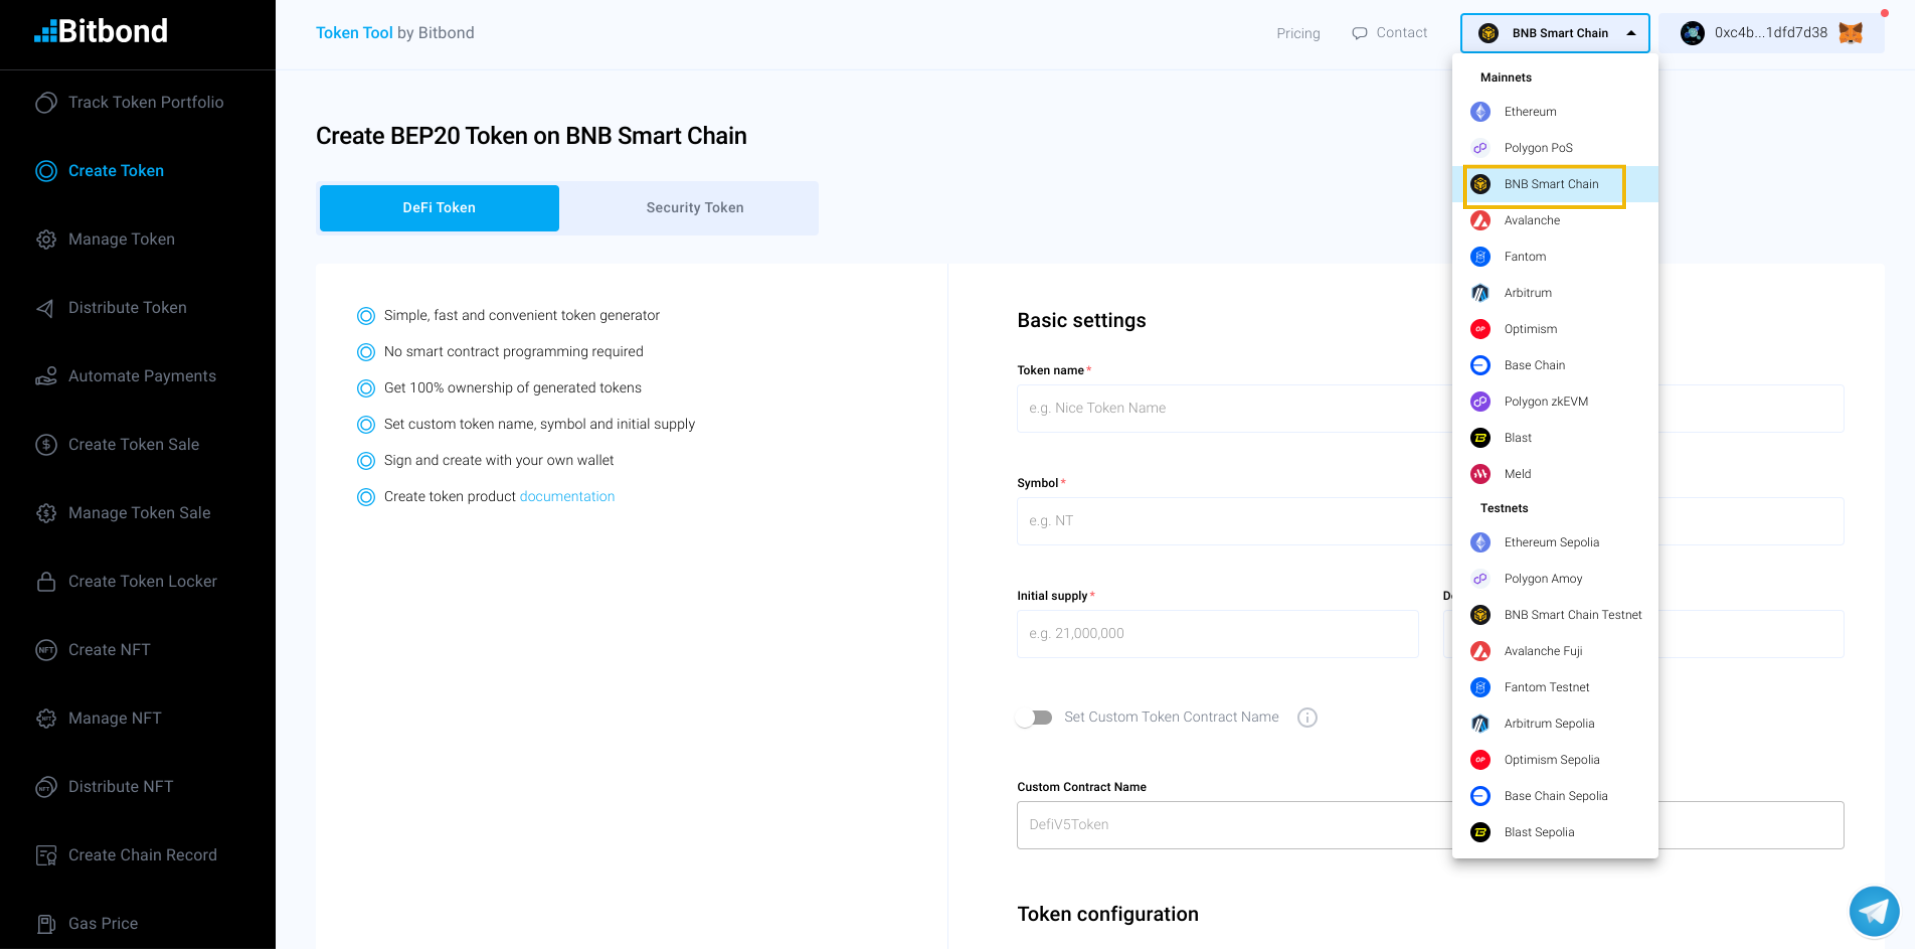 Bitbond
Track Token Portfolio
Create Token
Manage Token
Distribute Token
Automate Payments
Create Token Sale
Manage Token Sale
Create Token Locker
Create NFT
Manage NFT
Distribute NFT
Create Chain Record
Gas Price
Token Tool by Bitbond
Pricing
Contact
BNB Smart Chain
0xc4b...1dfd7d38
Create BEP20 Token on BNB Smart Chain
DeFi Token
Security Token
Simple, fast and convenient token generator
No smart contract programming required
Get 100% ownership of generated tokens
Set custom token name, symbol and initial supply
Sign and create with your own wallet
Create token product documentation
Basic settings
Token name*
e.g. Nice Token Name
Symbol*
e.g. NT
Initial supply*
e.g. 21,000,000
Set Custom Token Contract Name
Custom Contract Name
DefiV5Token
Token configuration
Mainnets
Ethereum
Polygon PoS
BNB Smart Chain
Avalanche
Fantom
Arbitrum
Optimism
Base Chain
Polygon zkEVM
Blast
Meld
Testnets
Ethereum Sepolia
Polygon Amoy
BNB Smart Chain Testnet
Avalanche Fuji
Fantom Testnet
Arbitrum Sepolia
Optimism Sepolia
Base Chain Sepolia
Blast Sepolia